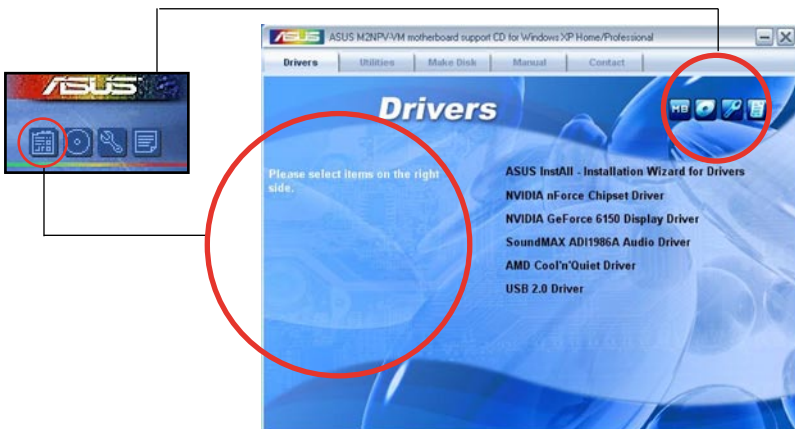 ASUS
ASUS M2NPV-VM motherboard support CD for Windows XP Home/Professional
Drivers
Utilities
Make Disk
Manual
Contact
Drivers
MB
Please select items on the right
side.
ASUS InstAll - Installation Wizard for Drivers
NVIDIA nForce Chipset Driver
NVIDIA GeForce 6150 Display Driver
SoundMAX ADI1986A Audio Driver
AMD Cool'n'Quiet Driver
USB 2.0 Driver
ASUS